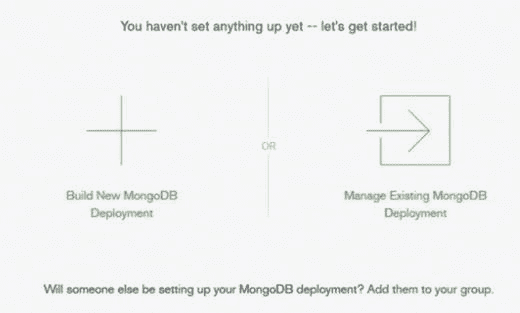 You haven't set anything up yet -- let's get started!
OR
Build New MongoDB
Deployment
Manage Existing MongoDB
Deployment
Will someone else be setting up your MongoDB deployment? Add them to your group.